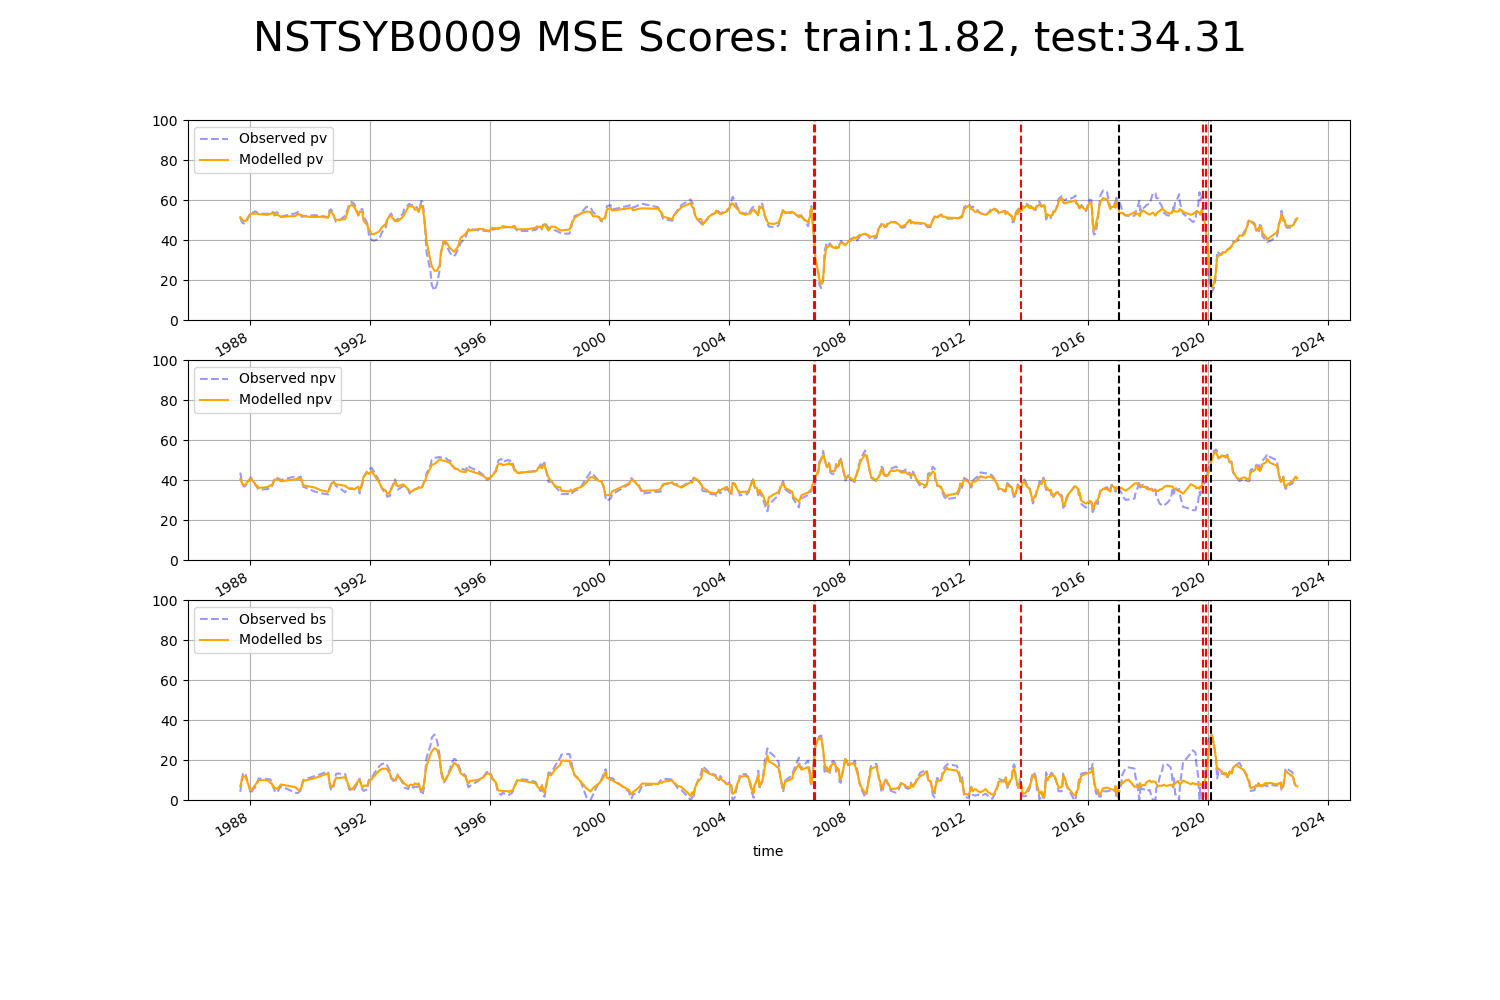 NSTSYB0009 MSE Scores: train:1.82, test:34.31
100
80
60
40
20
0
Observed pv
Modelled pv
1988 1992 1996 2000 2004 2008 2012 2016 2020 2024
100
80
60
40
20
0
Observed npv
Modelled npv
1988 1992 1996 2000 2004 2008 2012 2016 2020 2024
100
80
60
40
20
0
Observed bs
Modelled bs
1988 1992 1996 2000 2004 2008 2012 2016 2020 2024
time